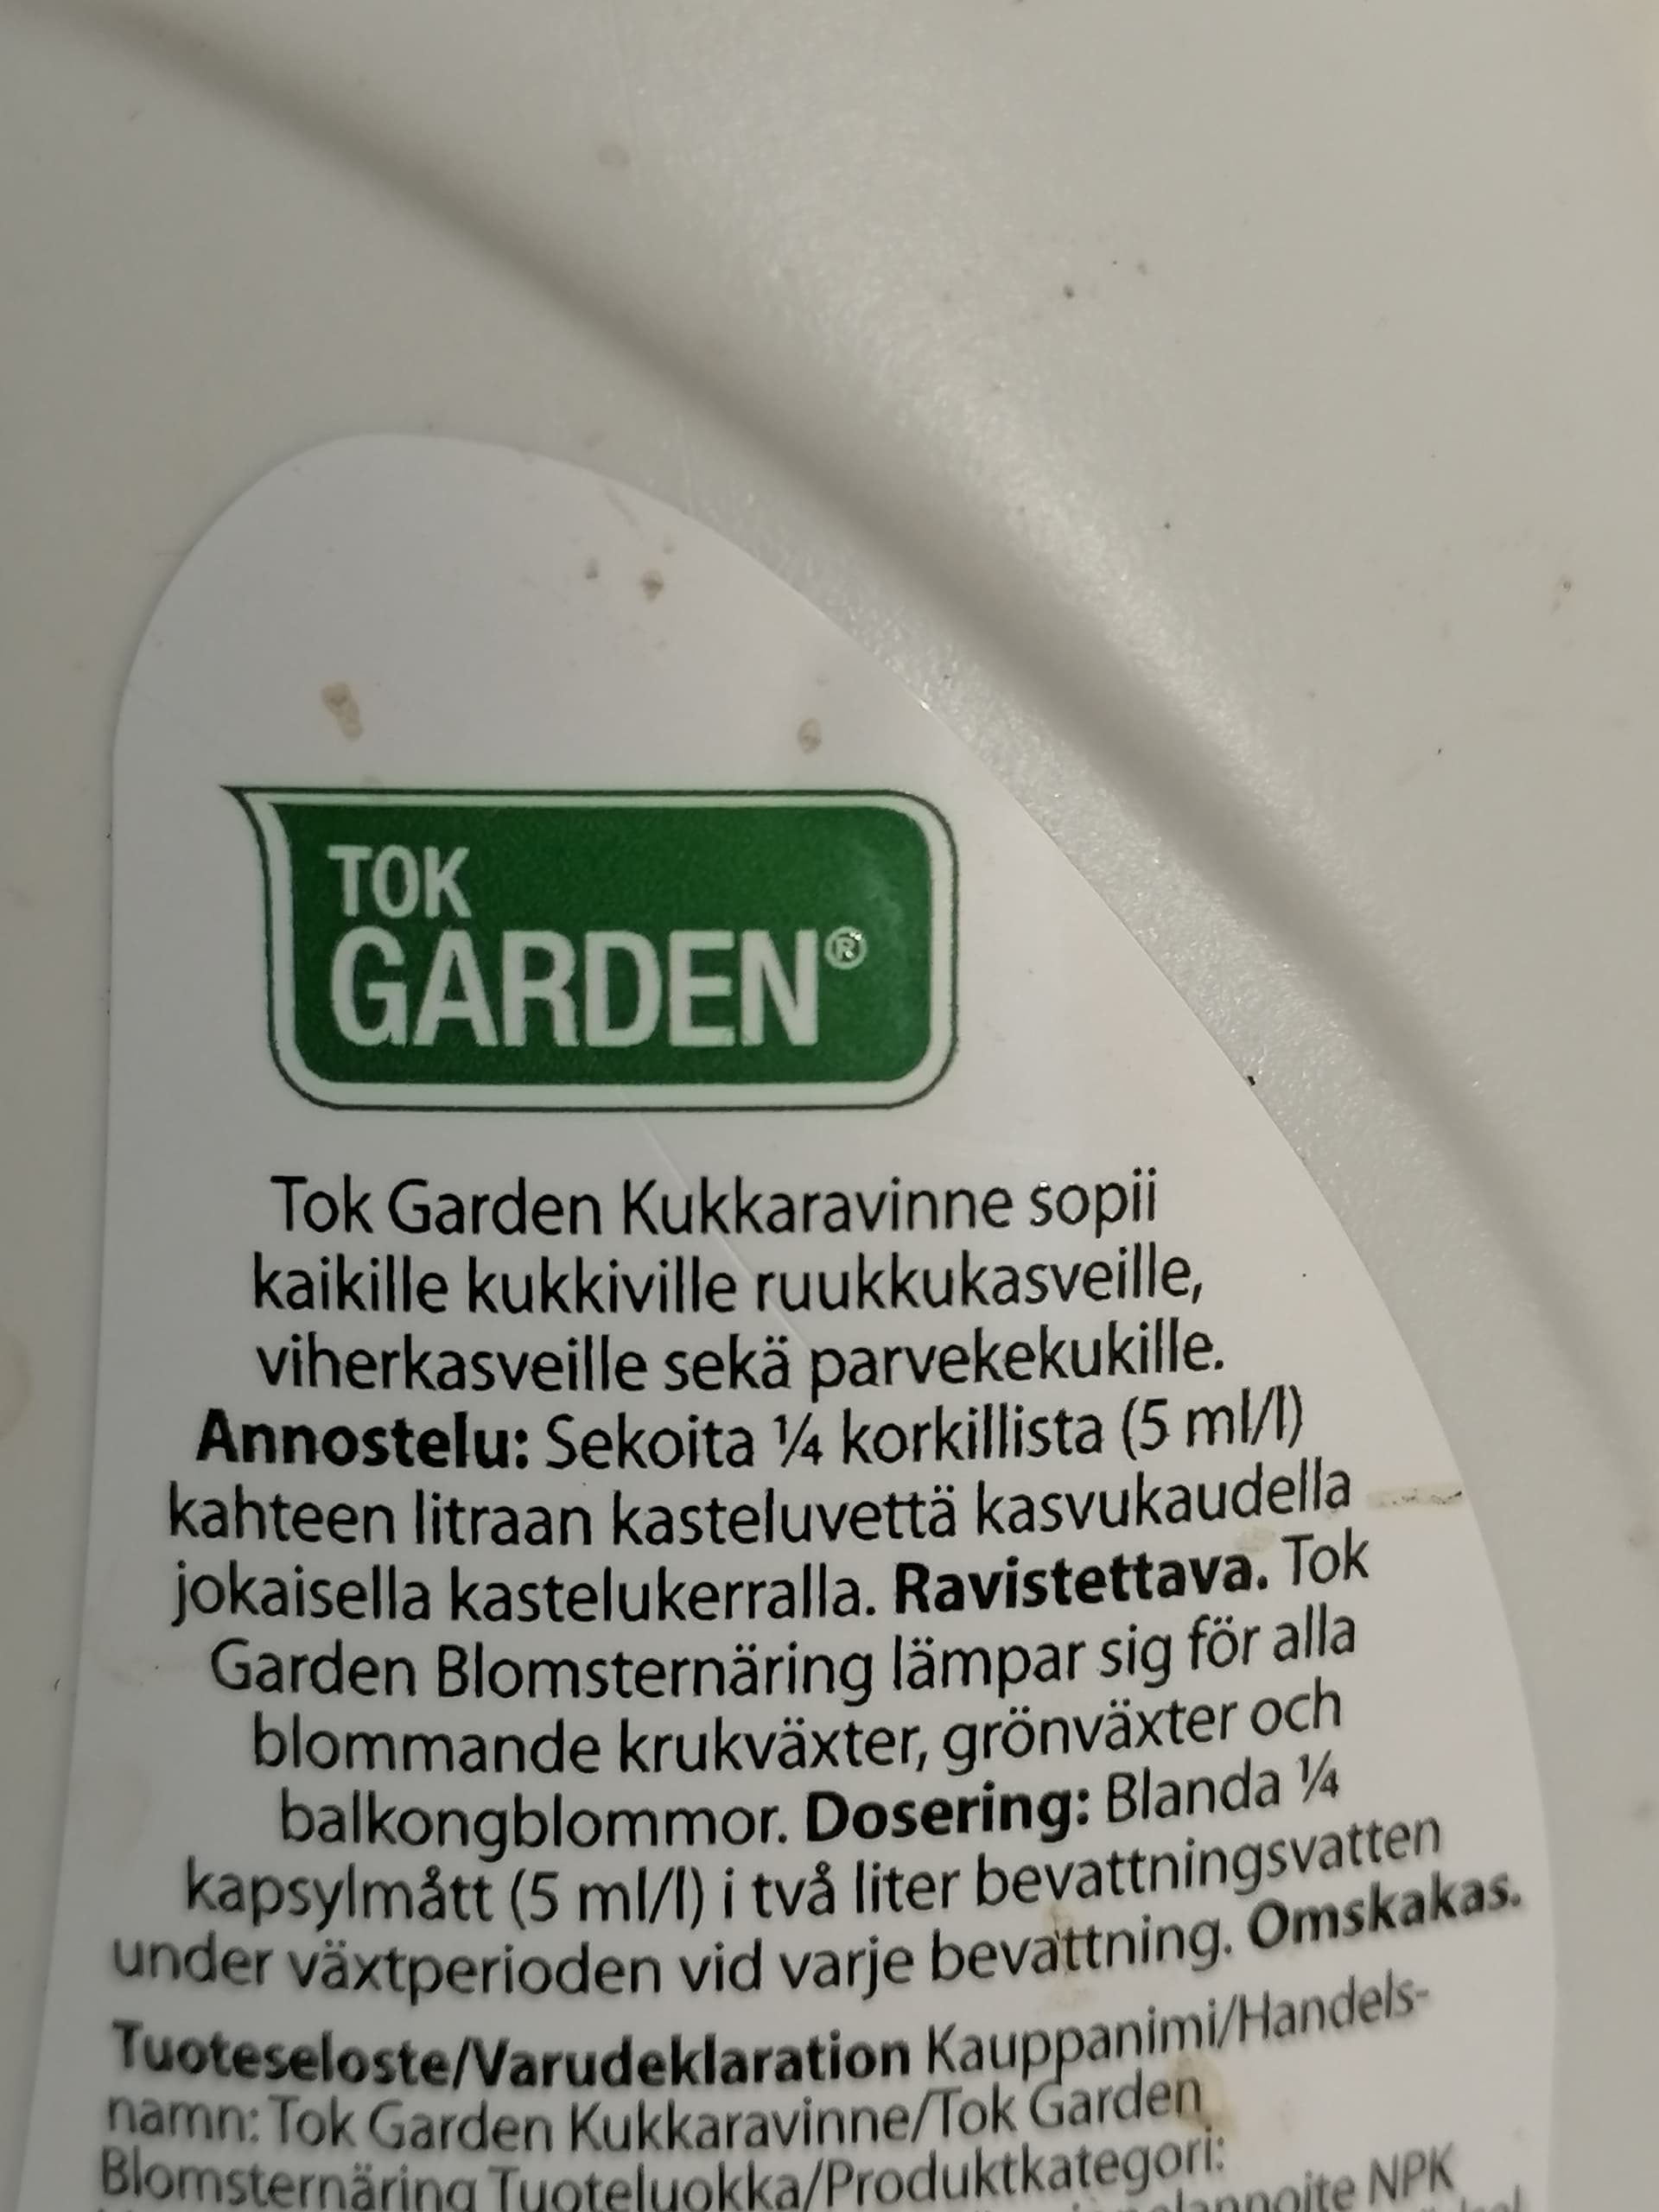 TOK
GARDEN®
Tok Garden Kukkaravinne sopii
kaikille kukkiville ruukkukasveille,
viherkasveille sekä parvekekukille.
Annostelu: Sekoita ¼ korkillista (5 ml/l)
kahteen litraan kasteluvettä kasvukaudella
jokaisella kastelukerralla. Ravistettava. Tok
Garden Blomsternäring lämpar sig för alla
blommande krukväxter, grönväxter och
balkongblommor. Dosering: Blanda ¼
kapsylmått (5 ml/l) i två liter bevattningsvatten
under växtperioden vid varje bevattning. Omskakas.
Tuoteseloste/Varudeklaration Kauppanimi/Handels-
namn: Tok Garden Kukkaravinne/Tok Garden
Blomsternäring Tuoteluokka/Produktkategori:
NPK